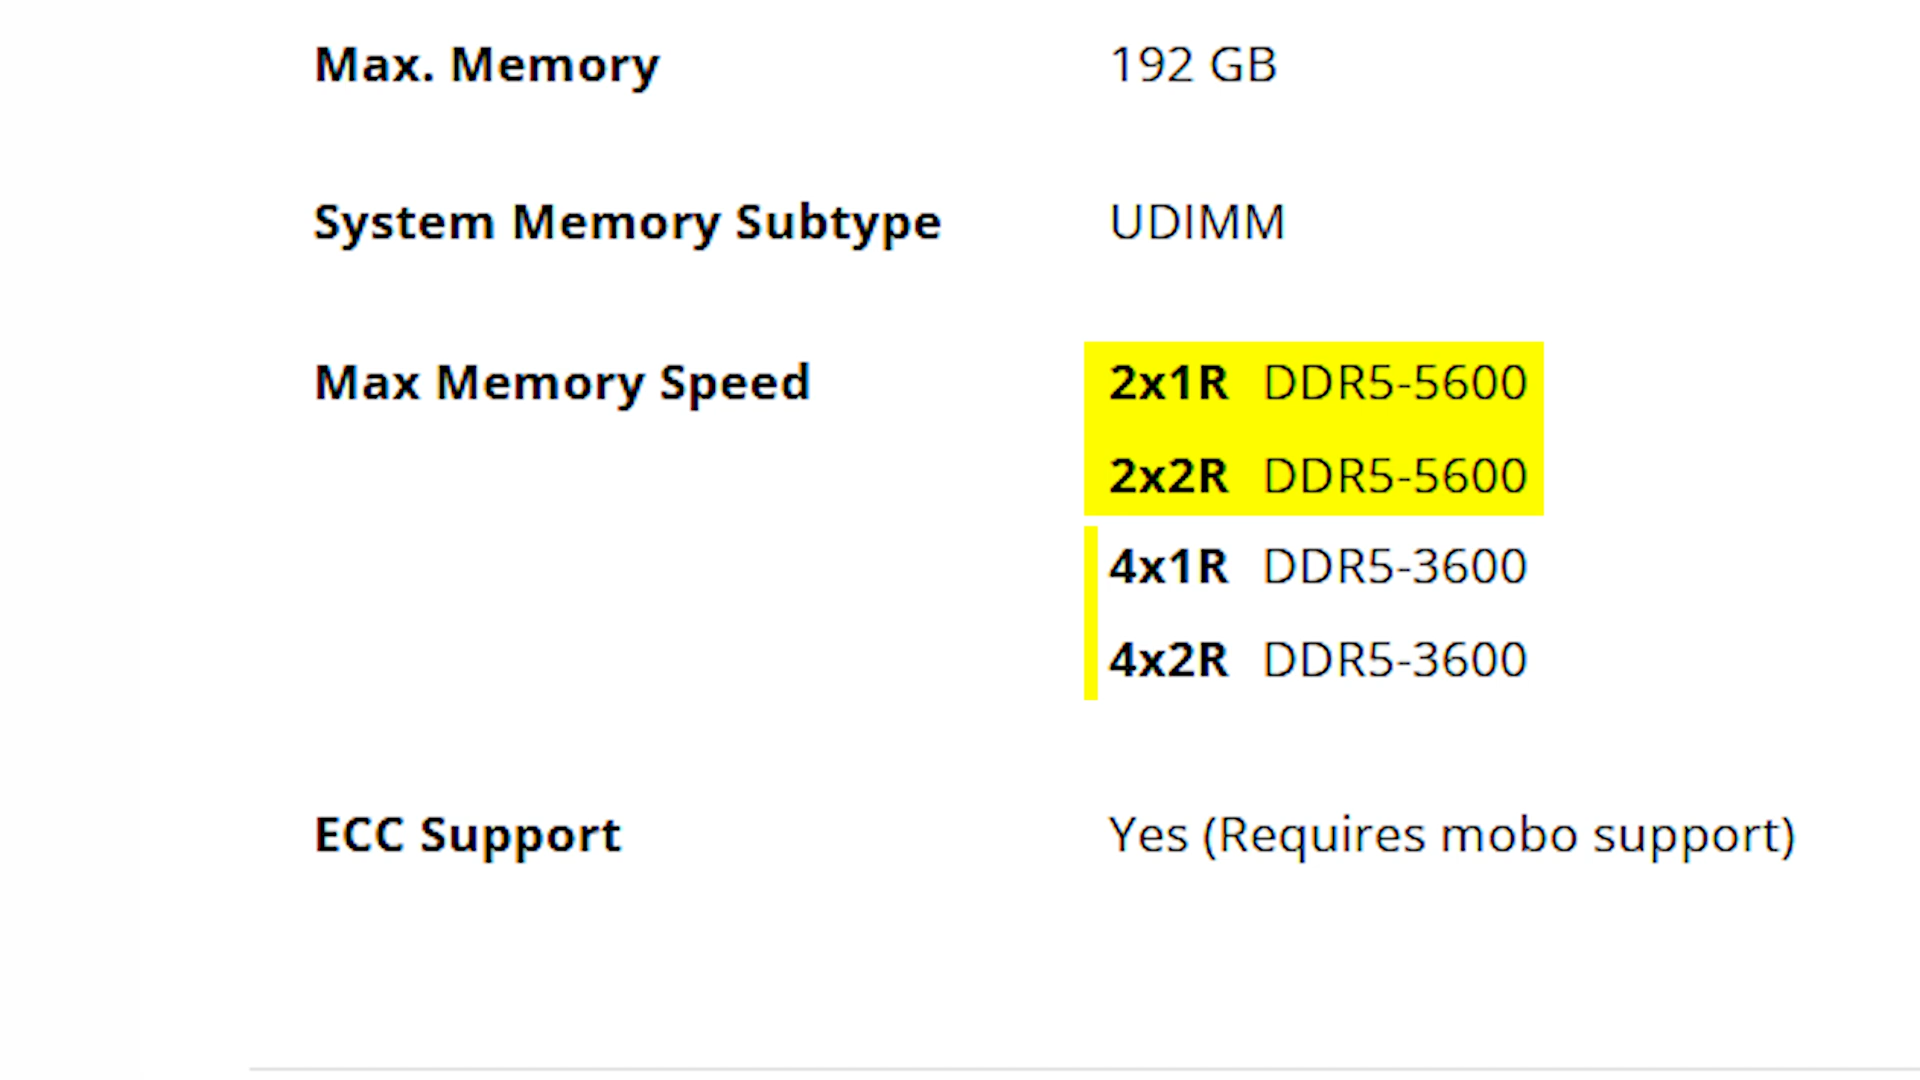 Max. Memory 192 GB
System Memory Subtype UDIMM
Max Memory Speed 2x1R DDR5-5600
2x2R DDR5-5600
4x1R DDR5-3600
4x2R DDR5-3600
ECC Support Yes (Requires mobo support)